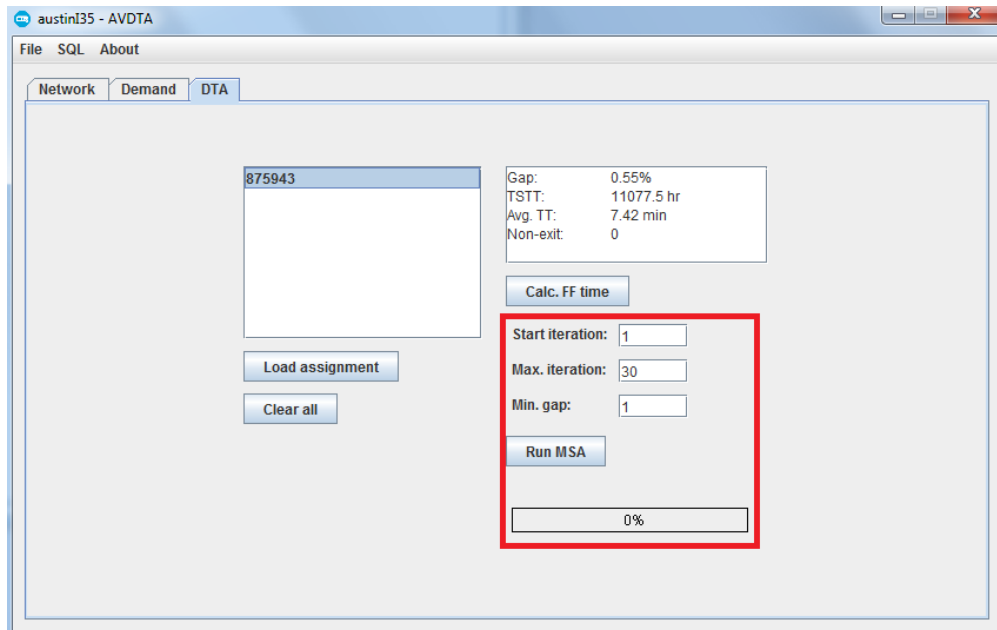 austinI35 - AVDTA
File SQL About
Network Demand DTA
875943
Gap: 0.55%
TSTT: 11077.5 hr
Avg. TT: 7.42 min
Non-exit: 0
Calc. FF time
Start iteration: 1
Load assignment
Max. iteration: 30
Clear all
Min. gap: 1
Run MSA
0%